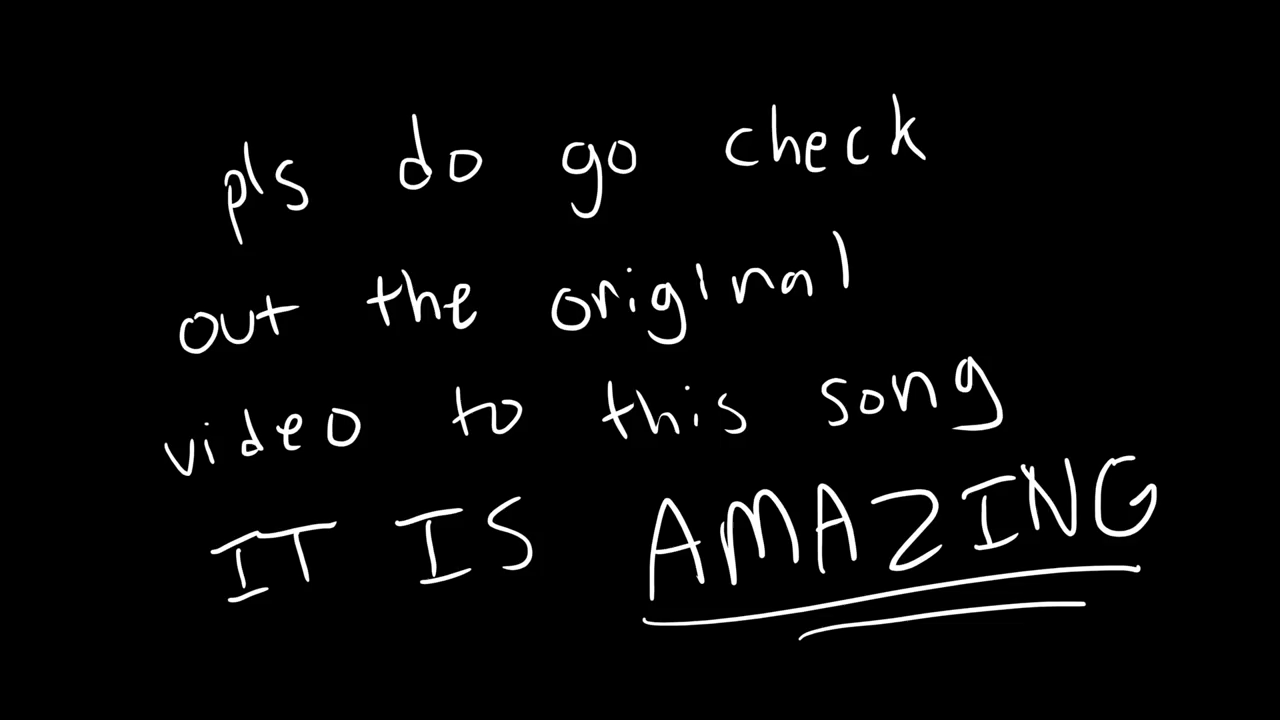 pls do go check
out the original
video to this song
IT IS AMAZING